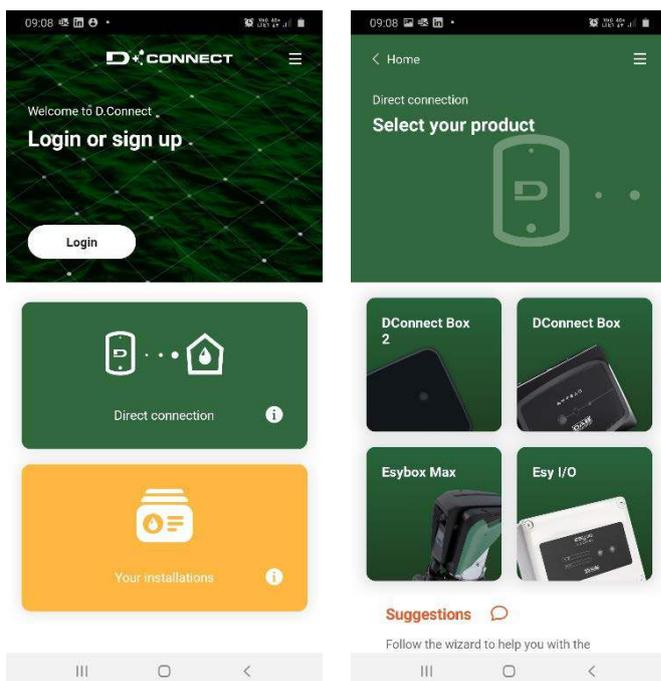 09:08
D+CONNECT
Welcome to D.Connect
Login or sign up
Login
Direct connection
Your installations
09:08
Home
Direct connection
Select your product
D
DConnect Box
2
DConnect Box
DAB
Esybox Max
Esy I/O
Suggestions
Follow the wizard to help you with the